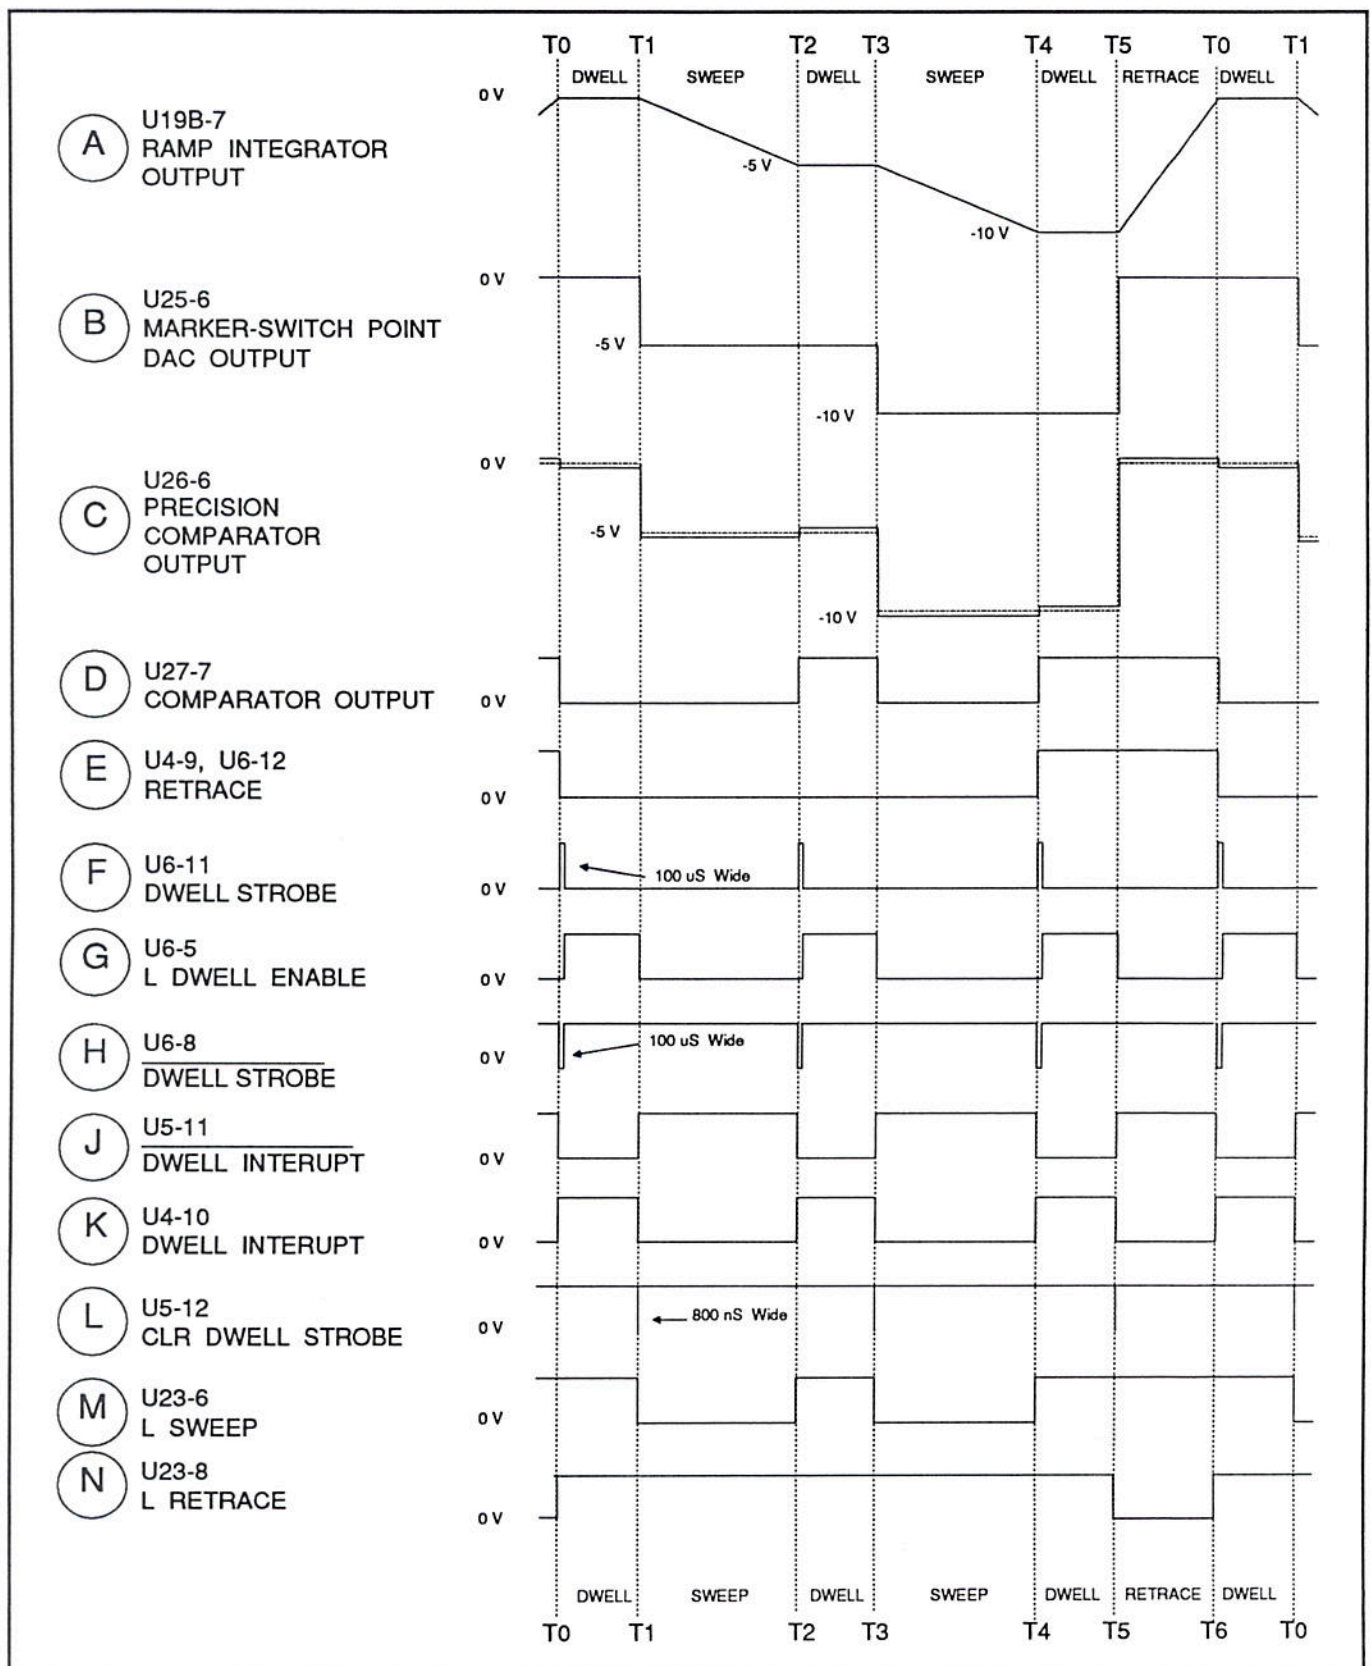 T0 T1 T2 T3 T4 T5 T0 T1
DWELL SWEEP DWELL SWEEP DWELL RETRACE DWELL
0 V
A
U19B-7
RAMP INTEGRATOR
OUTPUT
-5 V
-10 V
0 V
B
U25-6
MARKER-SWITCH POINT
DAC OUTPUT
-5 V
-10 V
0 V
C
U26-6
PRECISION
COMPARATOR
OUTPUT
-5 V
-10 V
D
U27-7
COMPARATOR OUTPUT
0 V
E
U4-9, U6-12
RETRACE
0 V
F
U6-11
DWELL STROBE
0 V
100 uS Wide
G
U6-5
L DWELL ENABLE
0 V
H
U6-8
DWELL STROBE
0 V
100 uS Wide
J
U5-11
DWELL INTERUPT
0 V
K
U4-10
DWELL INTERUPT
0 V
L
U5-12
CLR DWELL STROBE
0 V
800 nS Wide
M
U23-6
L SWEEP
0 V
N
U23-8
L RETRACE
0 V
DWELL SWEEP DWELL SWEEP DWELL RETRACE DWELL
T0 T1 T2 T3 T4 T5 T6 T0